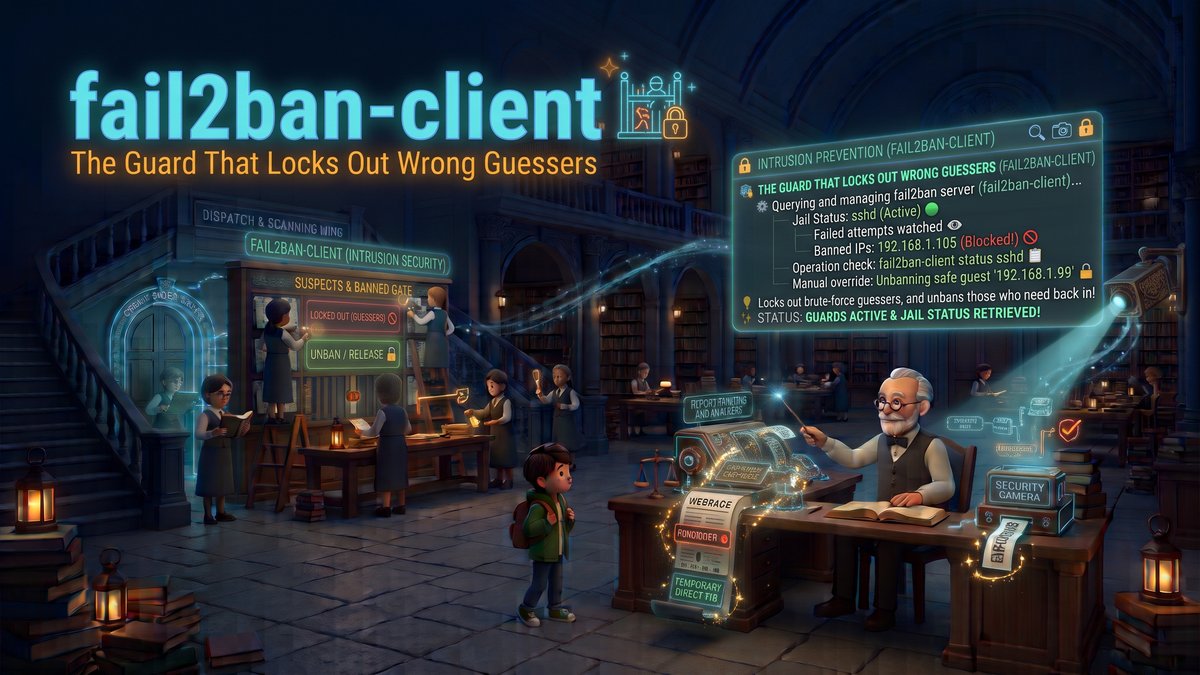 fail2ban-client
The Guard That Locks Out Wrong Guessers
DISPATCH & SCANNING WING
FAIL2BAN-CLIENT (INTRUSION SECURITY)
SUSPECTS & BANNED GATE
LOCKED OUT (GUESSERS)
UNBAN / RELEASE
INTRUSION PREVENTION (FAIL2BAN-CLIENT)
THE GUARD THAT LOCKS OUT WRONG GUESSERS (FAIL2BAN-CLIENT)
Querying and managing fail2ban server (fail2ban-client)...
Jail Status: sshd (Active)
Failed attempts watched
Banned IPs: 192.168.1.105 (Blocked!)
Operation check: fail2ban-client status sshd
Manual override: Unbanning safe guest '192.168.1.99'
Locks out brute-force guessers, and unbans those who need back in!
STATUS: GUARDS ACTIVE & JAIL STATUS RETRIEVED!
AND
WEBRACE
TEMPORARY
DIRECT
SECURITY
CAMERA